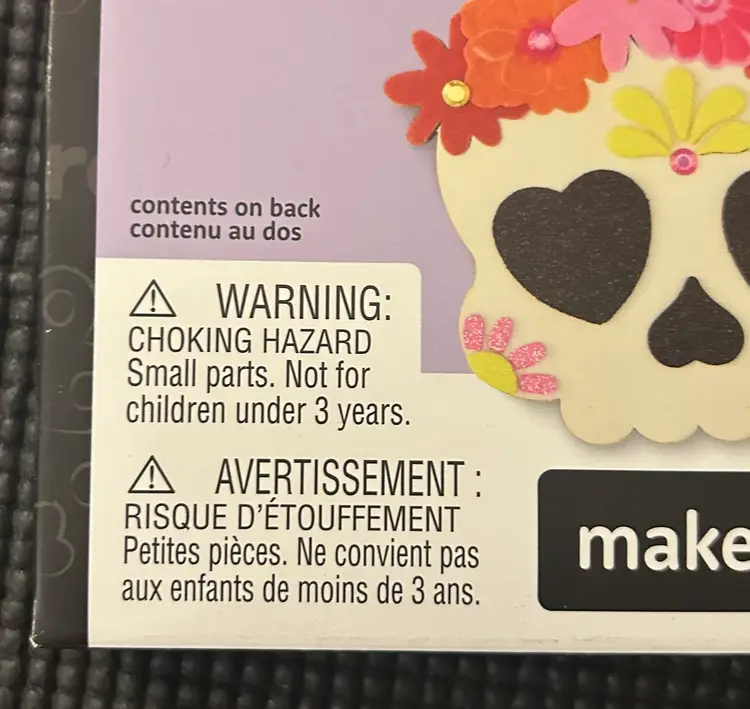 contents on back
contenu au dos
⚠ WARNING:
CHOKING HAZARD
Small parts. Not for
children under 3 years.
⚠ AVERTISSEMENT :
RISQUE D'ÉTOUFFEMENT
Petites pièces. Ne convient pas
aux enfants de moins de 3 ans.
make